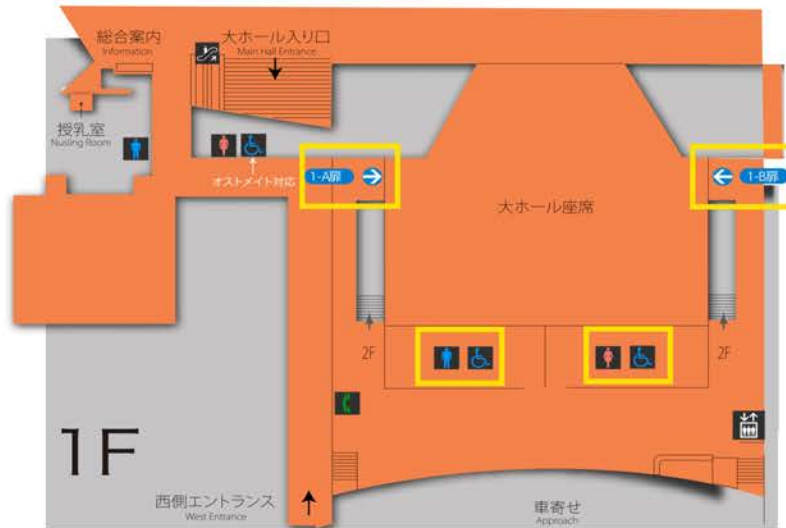 総合案内
Information
大ホール入り口
Main Hall Entrance
授乳室
Nusling Room
オストメイト対応
1-A扉
1-B扉
大ホール座席
2F
2F
1F
西側エントランス
West Entrance
車寄せ
Approach